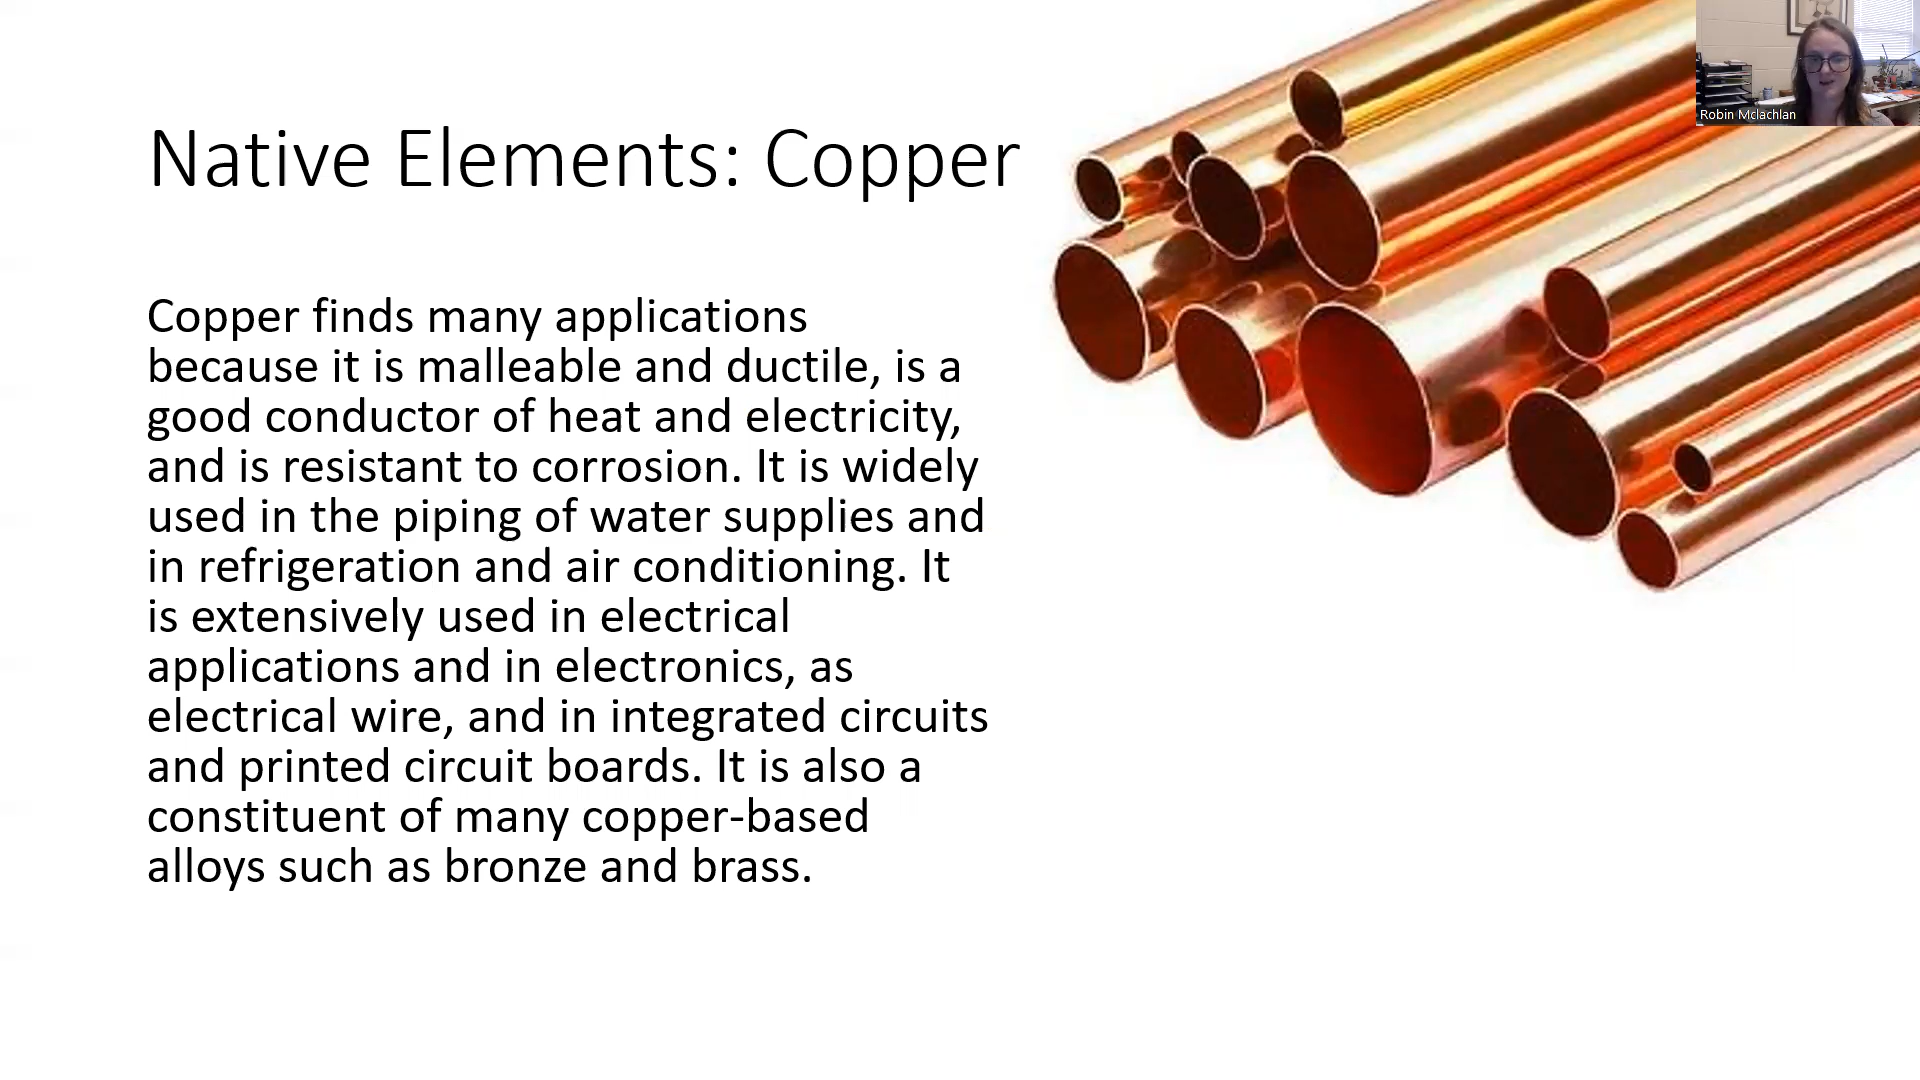 Native Elements: Copper
Robin Mclachlan
Copper finds many applications
because it is malleable and ductile, is a
good conductor of heat and electricity,
and is resistant to corrosion. It is widely
used in the piping of water supplies and
in refrigeration and air conditioning. It
is extensively used in electrical
applications and in electronics, as
electrical wire, and in integrated circuits
and printed circuit boards. It is also a
constituent of many copper-based
alloys such as bronze and brass.